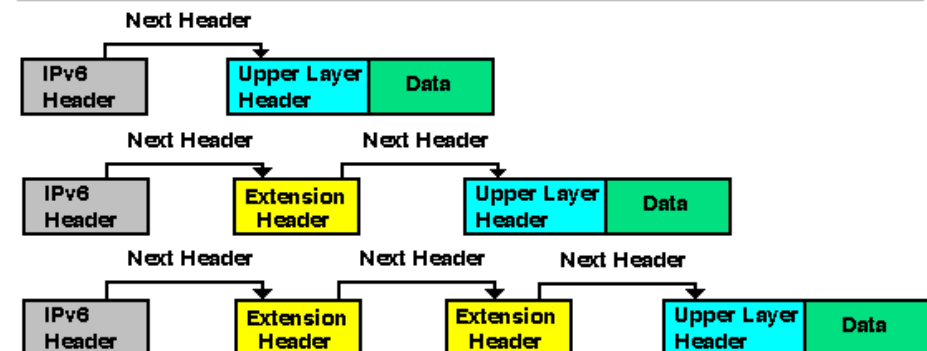 Next Header
IPv6 Upper Layer Data
Header Header
Next Header Next Header
IPv6 Extension Upper Layer Data
Header Header Header
Next Header Next Header Next Header
IPv6 Extension Extension Upper Layer Data
Header Header Header Header